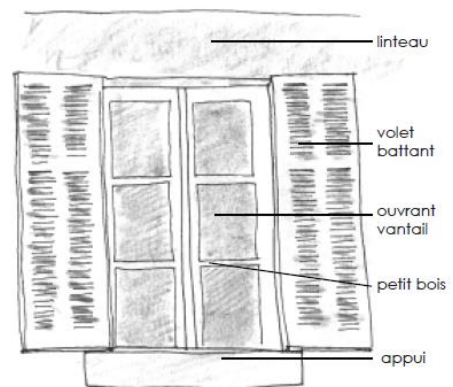 linteau
volet
battant
ouvrant
vantail
petit bois
appui